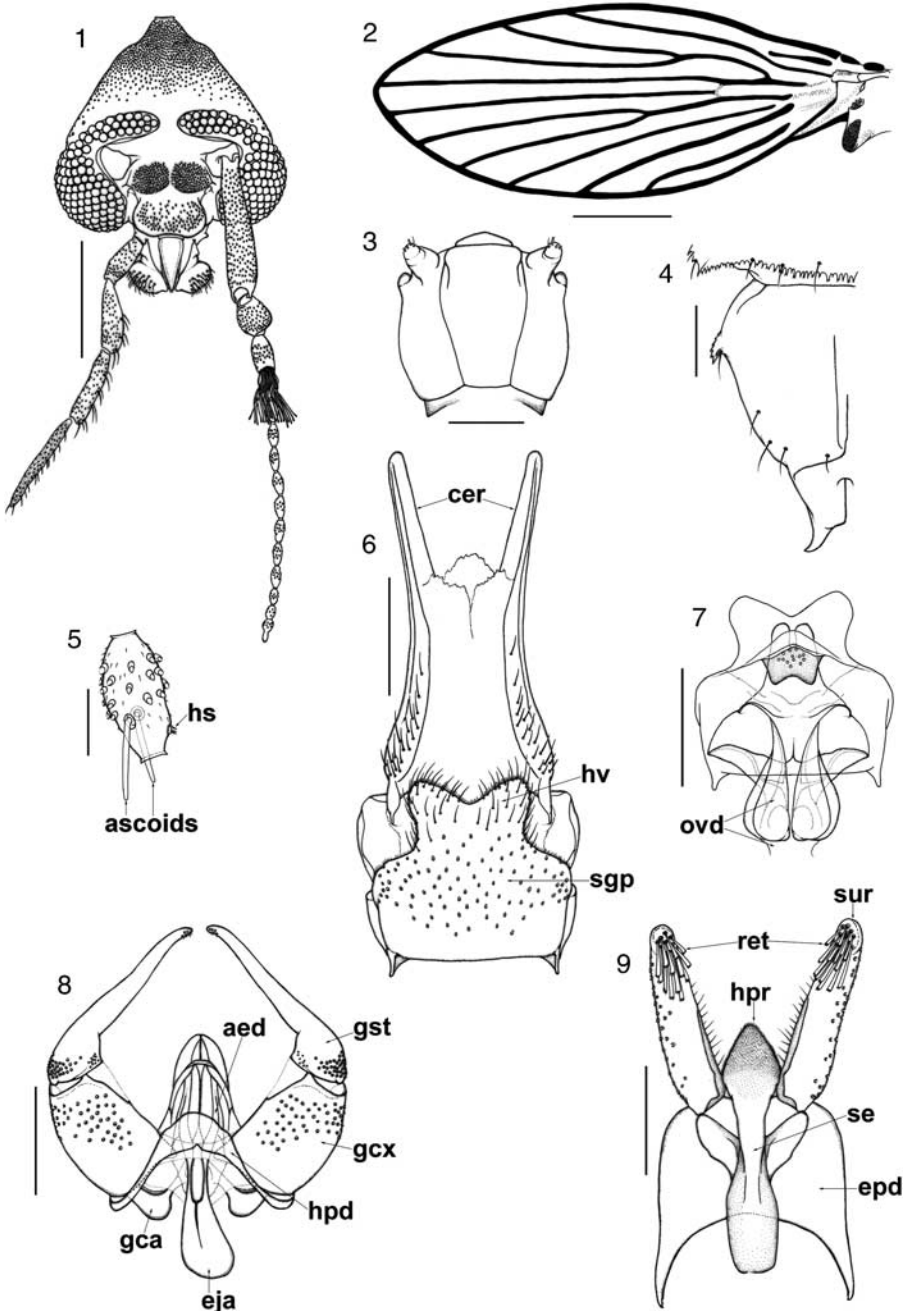 1
2
3
4
cer
6
5
hs
ascoids
7
hv
ovd
sgp
sur
ret
9
hpr
8
aed
gst
se
gcx
epd
hpd
gca
eja